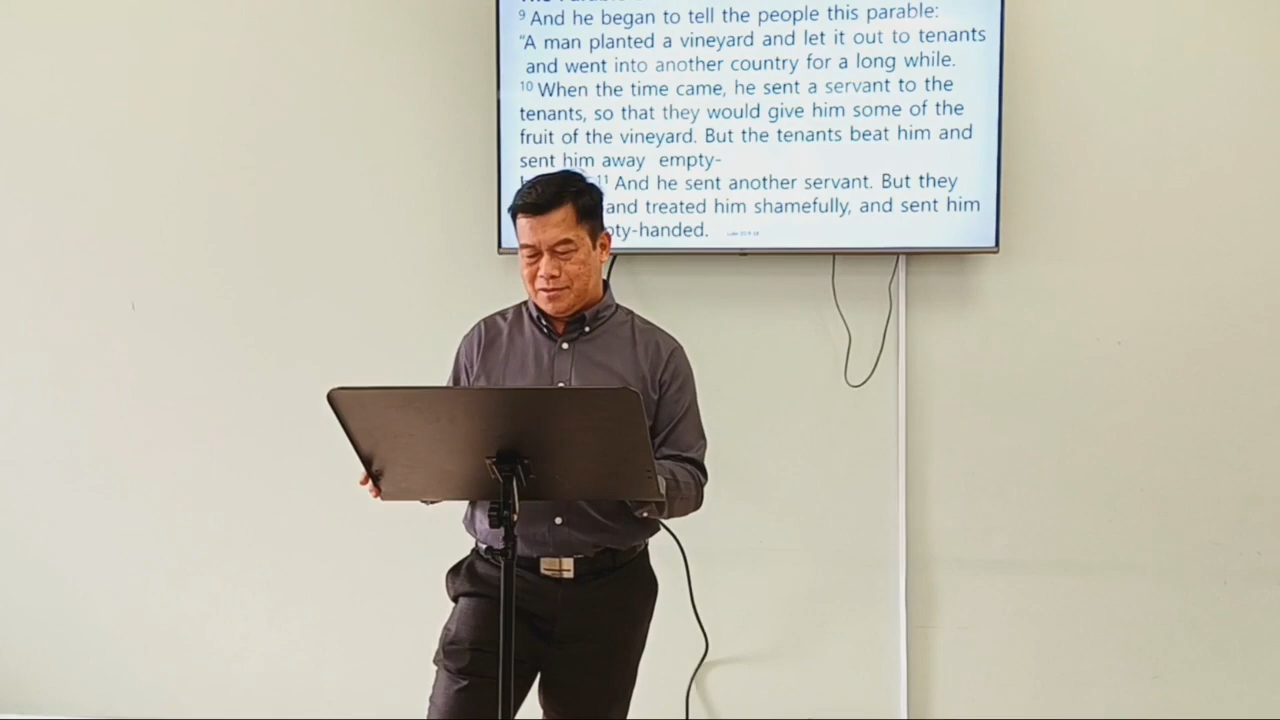 9 And he began to tell the people this parable:
“A man planted a vineyard and let it out to tenants
and went into another country for a long while.
10 When the time came, he sent a servant to the
tenants, so that they would give him some of the
fruit of the vineyard. But the tenants beat him and
sent him away empty-
11 And he sent another servant. But they
and treated him shamefully, and sent him
pty-handed.